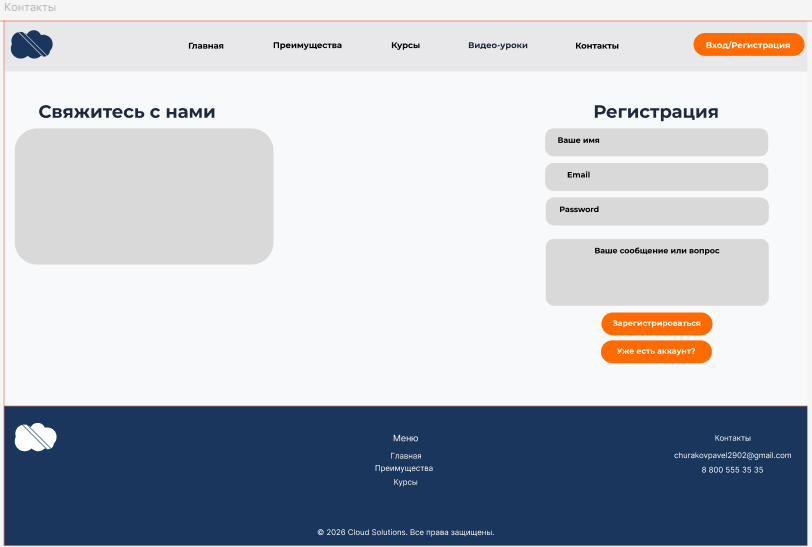 Контакты
Главная
Преимущества
Курсы
Видео-уроки
Контакты
Вход/Регистрация
Свяжитесь с нами
Регистрация
Ваше имя
Email
Password
Ваше сообщение или вопрос
Зарегистрироваться
Уже есть аккаунт?
Меню
Главная
Преимущества
Курсы
Контакты
churakovpavel2902@gmail.com
8 800 555 35 35
© 2026 Cloud Solutions. Все права защищены.